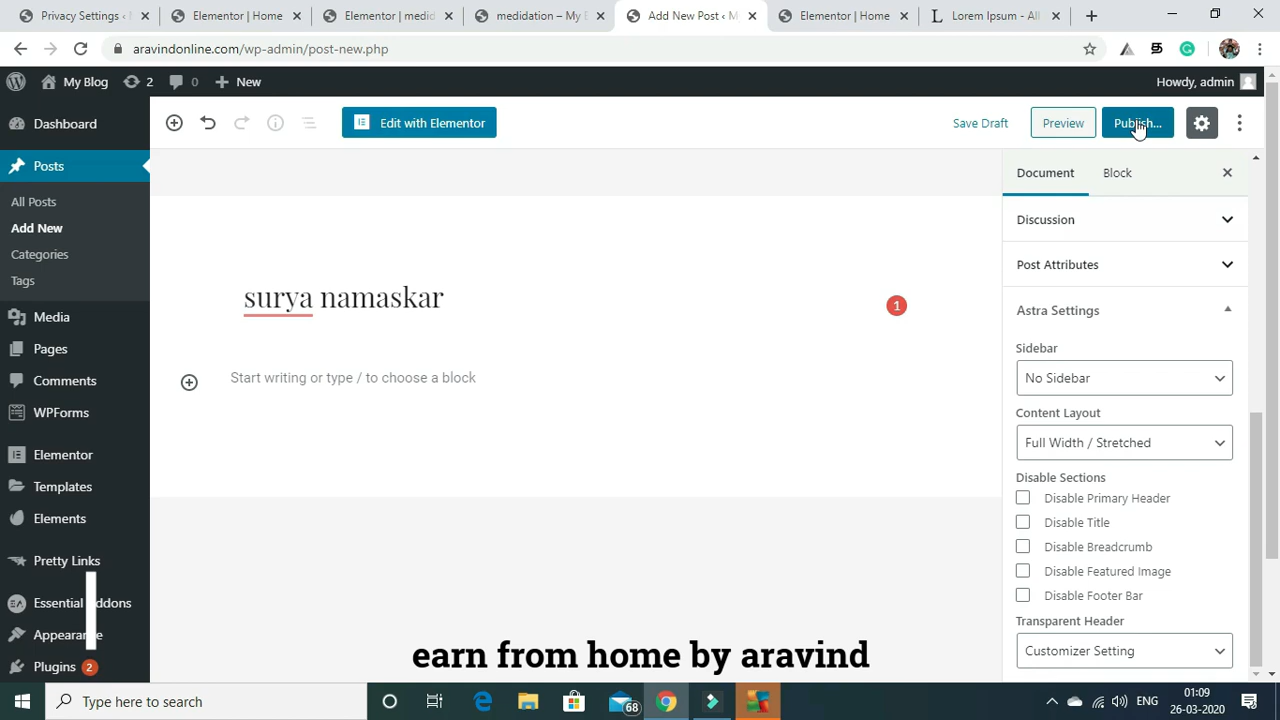 Privacy Settings ‹
Elementor | Home
Elementor | medid
medidation – My B
Add New Post ‹ M
Elementor | Home
Lorem Ipsum - All
aravindonline.com/wp-admin/post-new.php
My Blog
2
0
New
Howdy, admin
Dashboard
Posts
All Posts
Add New
Categories
Tags
Media
Pages
Comments
WPForms
Elementor
Templates
Elements
Pretty Links
Essential Addons
Appearance
Plugins 2
Edit with Elementor
Save Draft
Preview
Publish...
surya namaskar
1
Start writing or type / to choose a block
Document
Block
Discussion
Post Attributes
Astra Settings
Sidebar
No Sidebar
Content Layout
Full Width / Stretched
Disable Sections
Disable Primary Header
Disable Title
Disable Breadcrumb
Disable Featured Image
Disable Footer Bar
Transparent Header
Customizer Setting
earn from home by aravind
Type here to search
68
ENG
01:09
26-03-2020